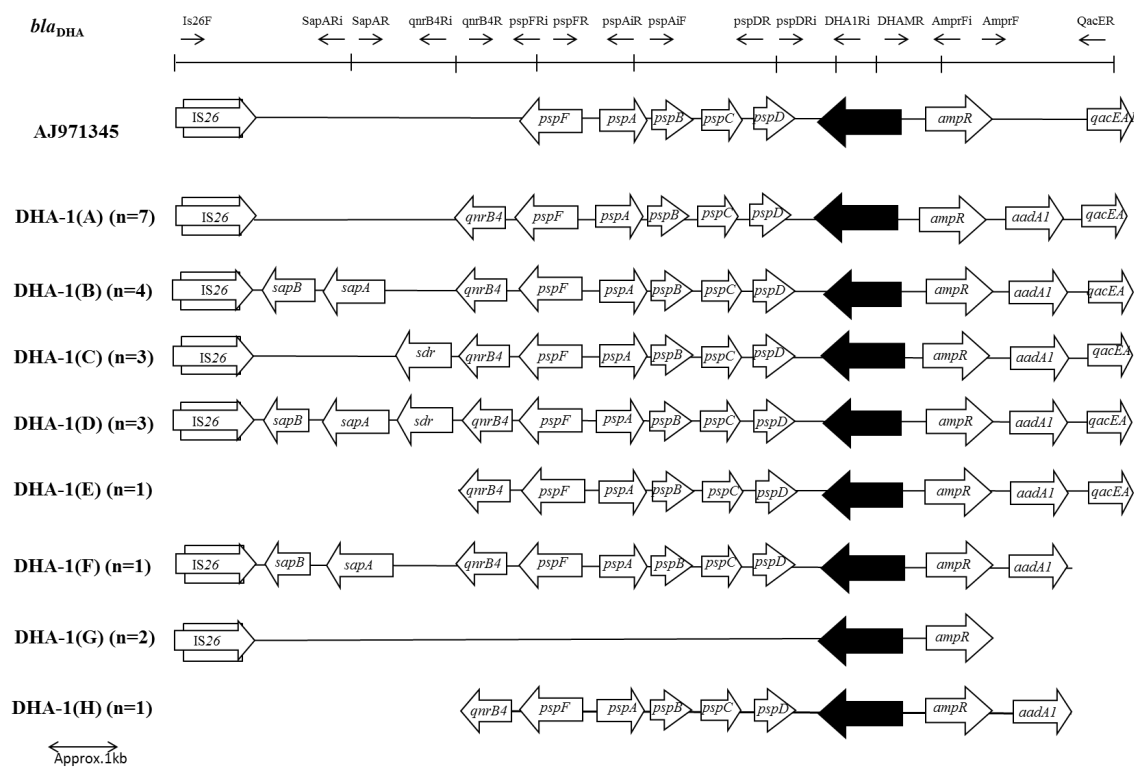 blaDHA
Is26F SapARi SapAR qnrB4Ri qnrB4R pspFRi pspFR pspAiR pspAiF pspDR pspDRi DHA1Ri DHAMR AmprFi AmprF QacER
AJ971345 IS26 pspF pspA pspB pspC pspD ampR qacEA
DHA-1(A) (n=7) IS26 qnrB4 pspF pspA pspB pspC pspD ampR aadA1 qacEA
DHA-1(B) (n=4) IS26 sapB sapA qnrB4 pspF pspA pspB pspC pspD ampR aadA1 qacEA
DHA-1(C) (n=3) IS26 sdr qnrB4 pspF pspA pspB pspC pspD ampR aadA1 qacEA
DHA-1(D) (n=3) IS26 sapB sapA sdr qnrB4 pspF pspA pspB pspC pspD ampR aadA1 qacEA
DHA-1(E) (n=1) qnrB4 pspF pspA pspB pspC pspD ampR aadA1 qacEA
DHA-1(F) (n=1) IS26 sapB sapA qnrB4 pspF pspA pspB pspC pspD ampR aadA1
DHA-1(G) (n=2) IS26 ampR
DHA-1(H) (n=1) qnrB4 pspF pspA pspB pspC pspD ampR aadA1
Approx.1kb